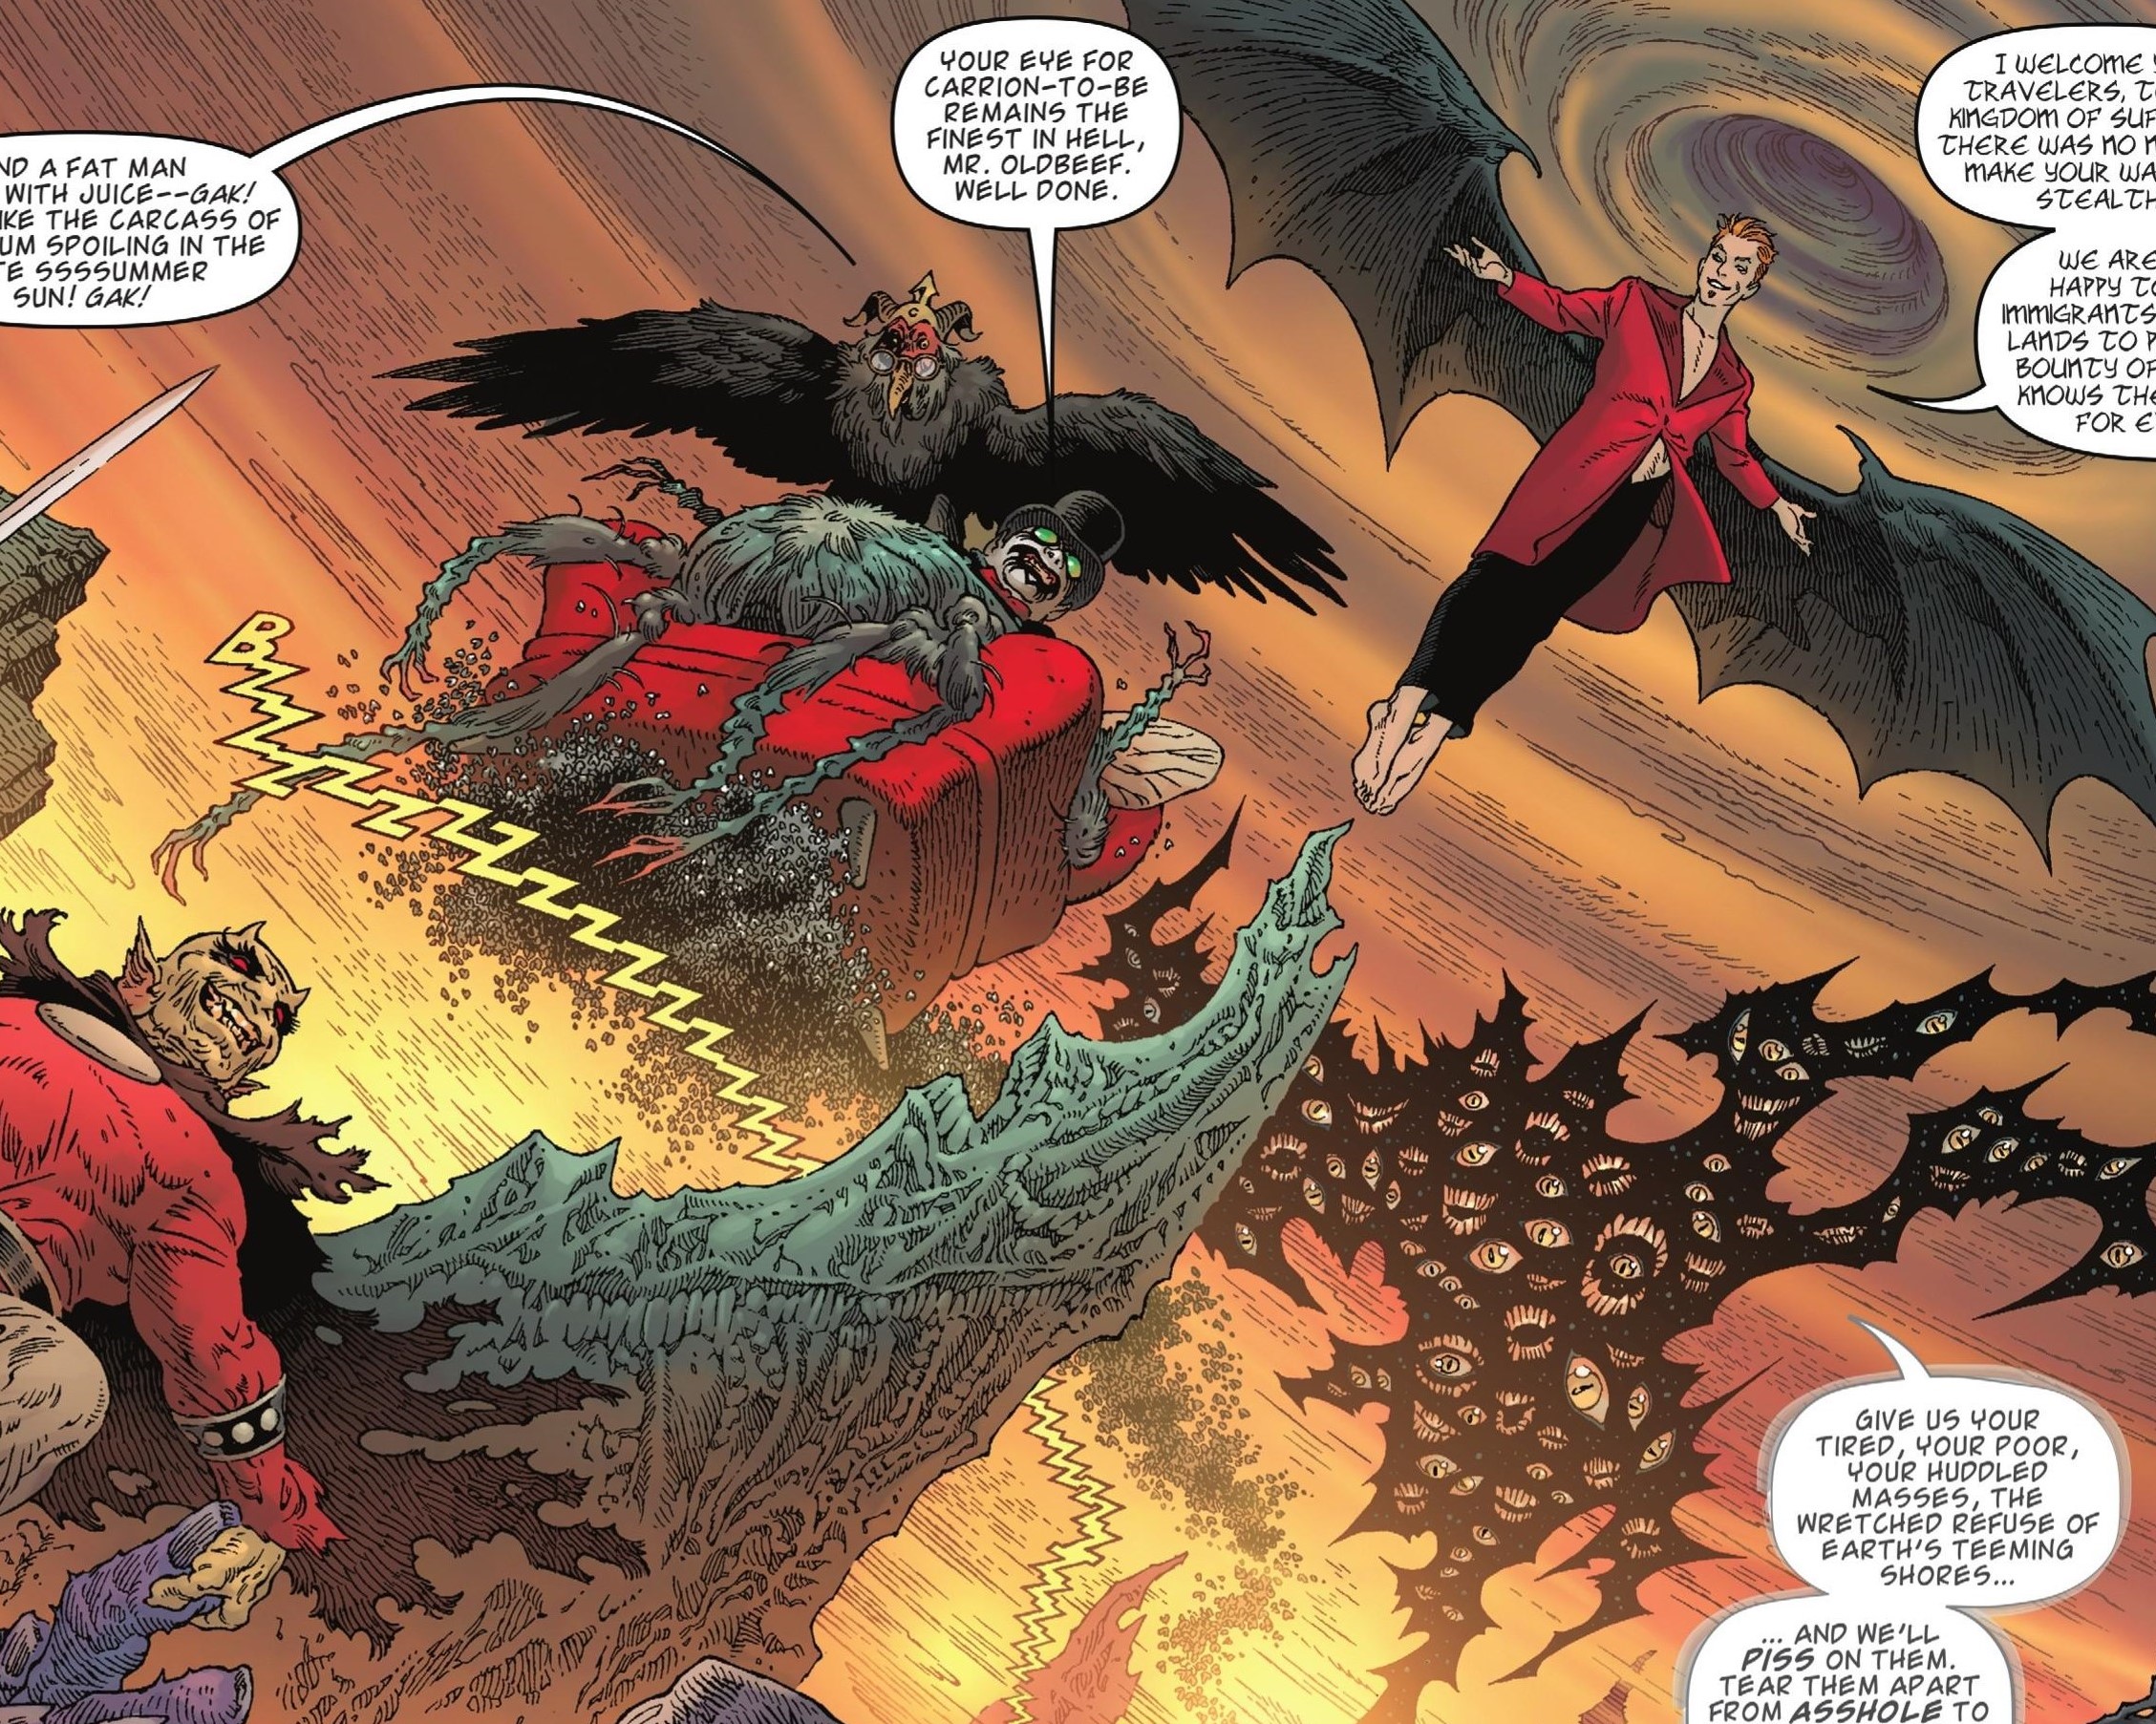 ND A FAT MAN
WITH JUICE--GAK!
IKE THE CARCASS OF
UM SPOILING IN THE
TE SSSSUMMER
SUN! GAK!
YOUR EYE FOR
CARRION-TO-BE
REMAINS THE
FINEST IN HELL,
MR. OLDBEEF.
WELL DONE.
I WELCOME
TRAVELERS, TO
KINGDOM OF SUF
THERE WAS NO N
MAKE YOUR WA
STEALTH
WE ARE
HAPPY TO
IMMIGRANTS
LANDS TO P
BOUNTY OF
KNOWS THE
FOR E
BZZZZZZZZZZZZZZ
GIVE US YOUR
TIRED, YOUR POOR,
YOUR HUDDLED
MASSES, THE
WRETCHED REFUSE OF
EARTH'S TEEMING
SHORES...
... AND WE'LL
PISS ON THEM.
TEAR THEM APART
FROM ASSHOLE TO